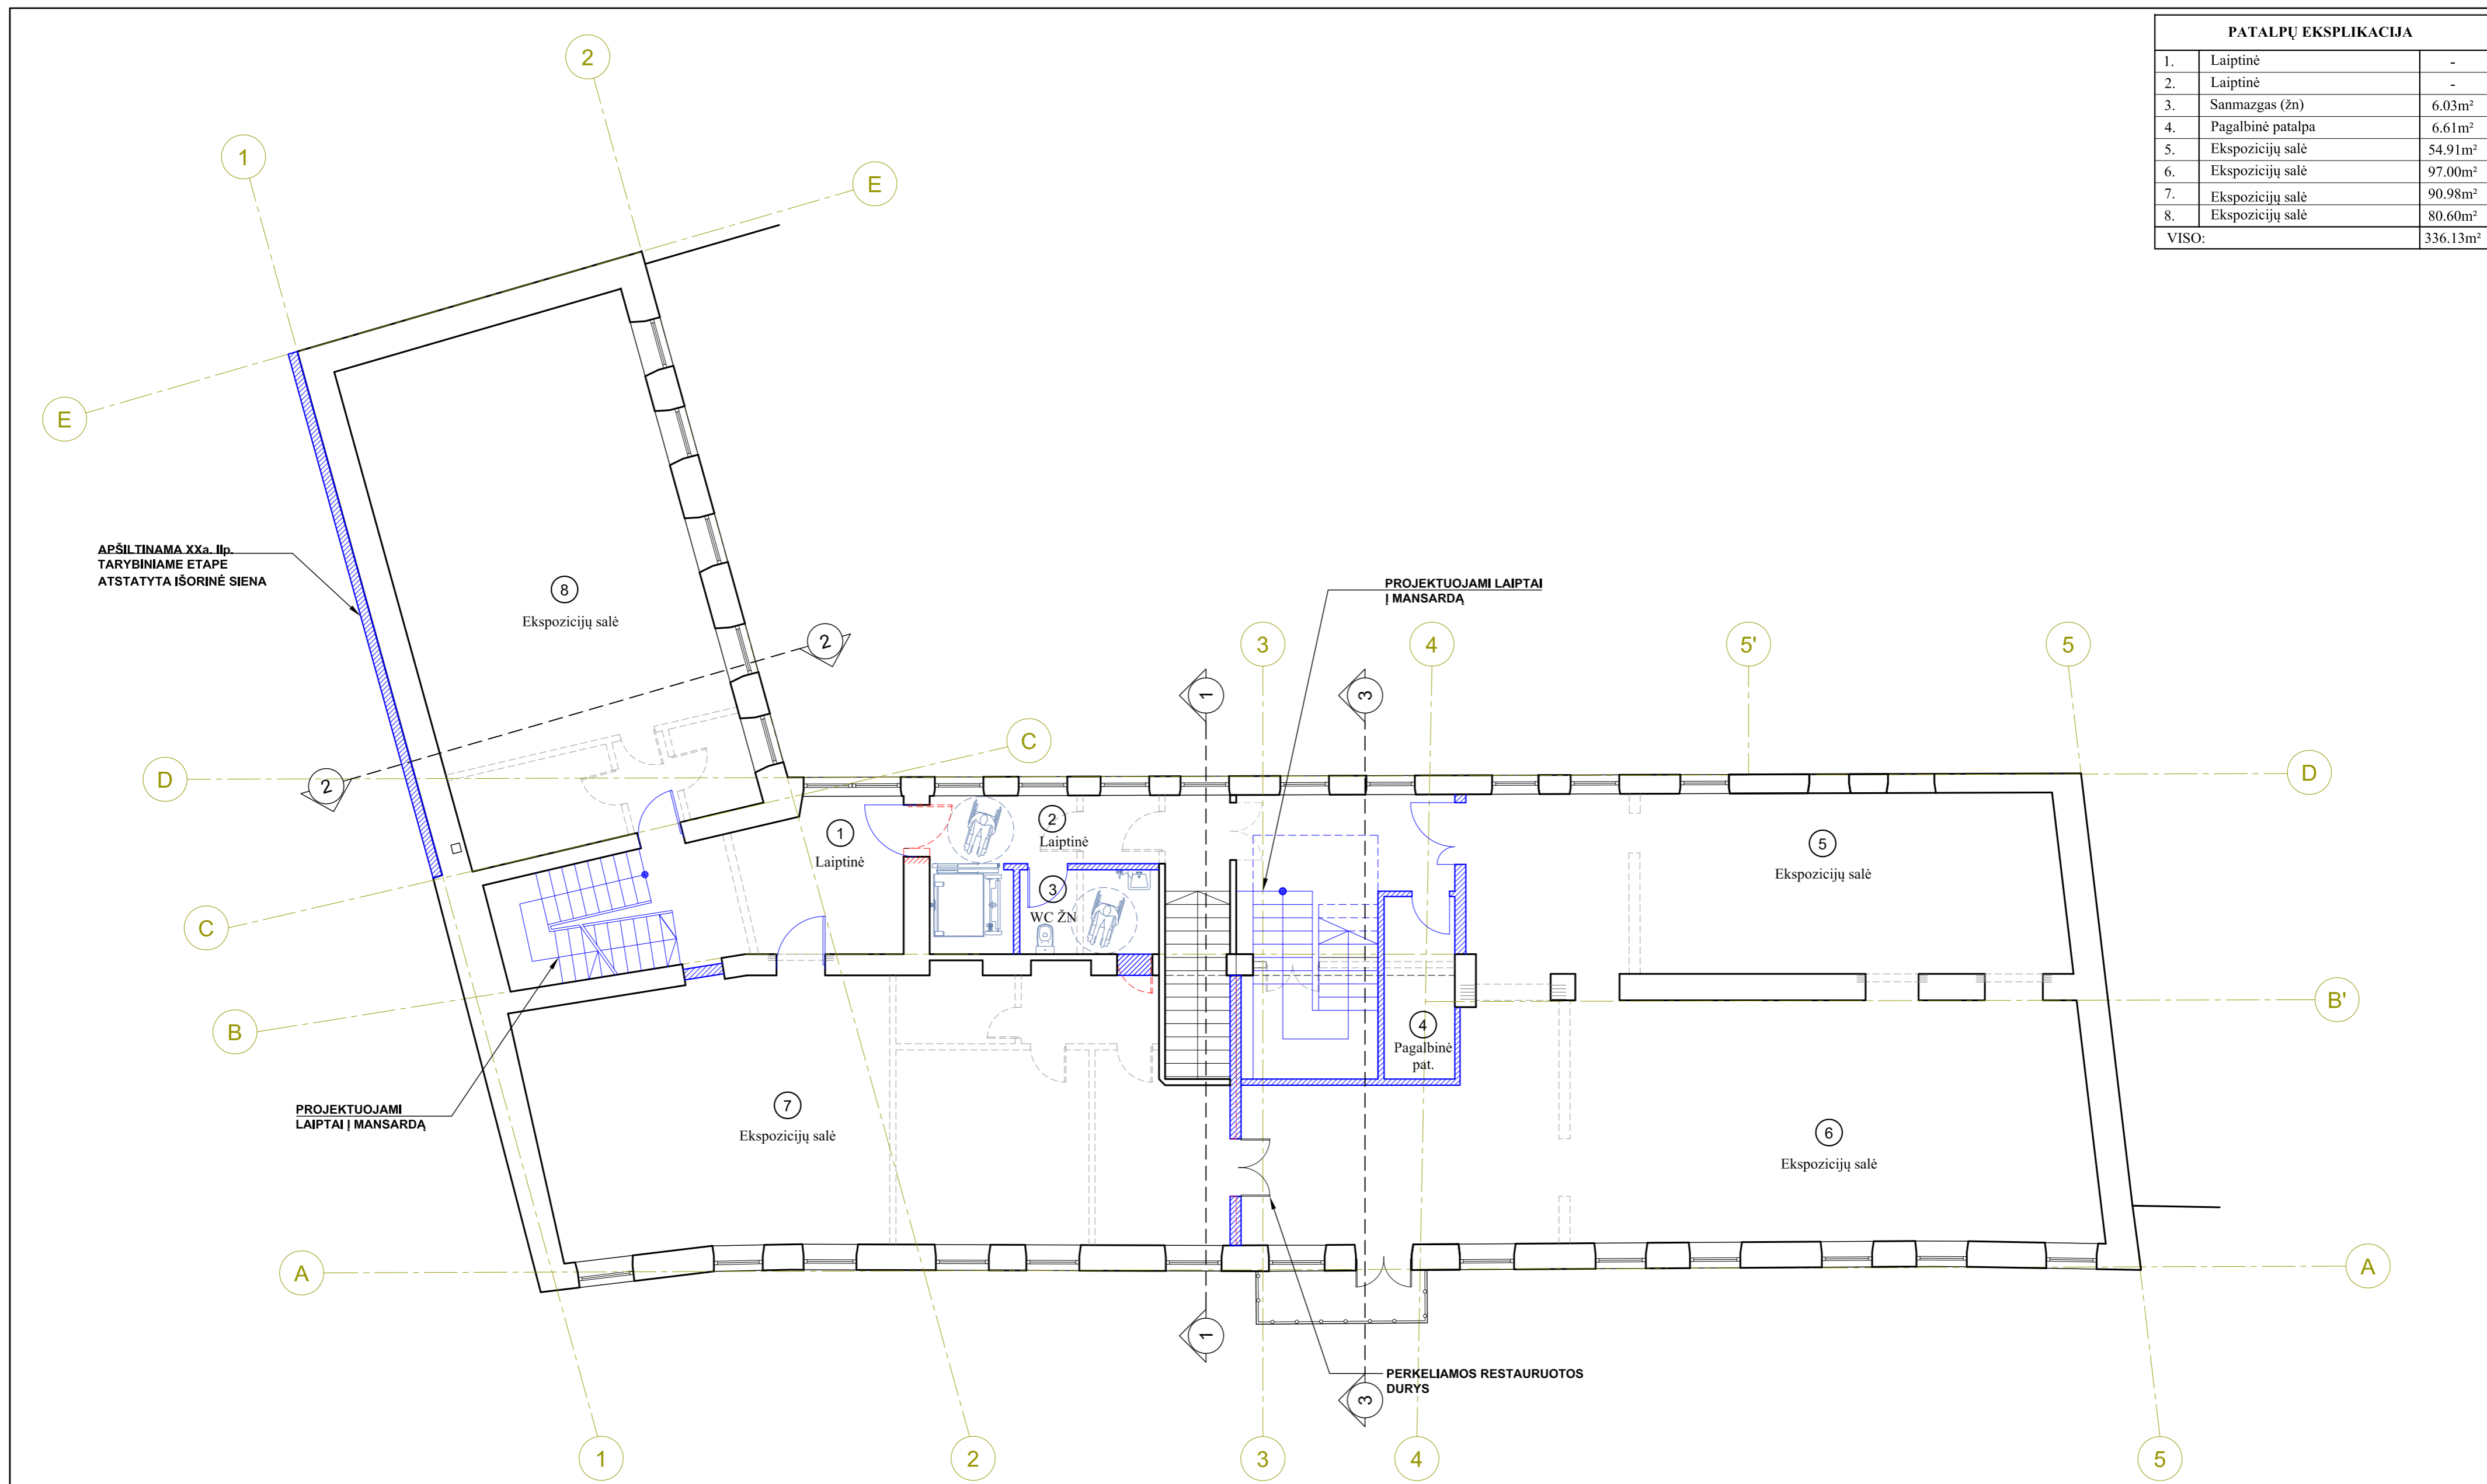 PATALPŲ EKSPLIKACIJA
1. Laiptinė -
2. Laiptinė -
3. Sanmazgas (žn) 6.03m²
4. Pagalbinė patalpa 6.61m²
5. Ekspozicijų salė 54.91m²
6. Ekspozicijų salė 97.00m²
7. Ekspozicijų salė 90.98m²
8. Ekspozicijų salė 80.60m²
VISO: 336.13m²
2
1
E
E
APŠILTINAMA XXa. IIp.
TARYBINIAME ETAPE
ATSTATYTA IŠORINĖ SIENA
8
Ekspozicijų salė
PROJEKTUOJAMI LAIPTAI
Į MANSARDĄ
2
3
4
5'
5
1
3
C
D
2
D
1
Laiptinė
2
Laiptinė
5
Ekspozicijų salė
3
WC ŽN
C
B
B'
4
Pagalbinė
pat.
PROJEKTUOJAMI
LAIPTAI Į MANSARDĄ
7
Ekspozicijų salė
6
Ekspozicijų salė
A
A
1
PERKELIAMOS RESTAURUOTOS
DURYS
3
1
2
3
4
5